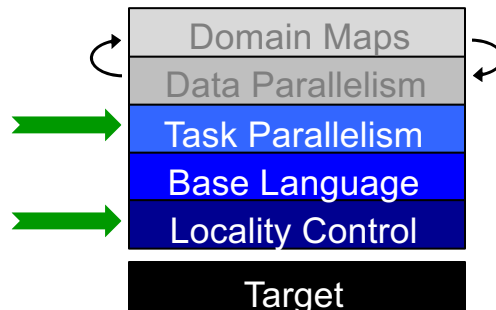 Domain Maps
Data Parallelism
Task Parallelism
Base Language
Locality Control
Target